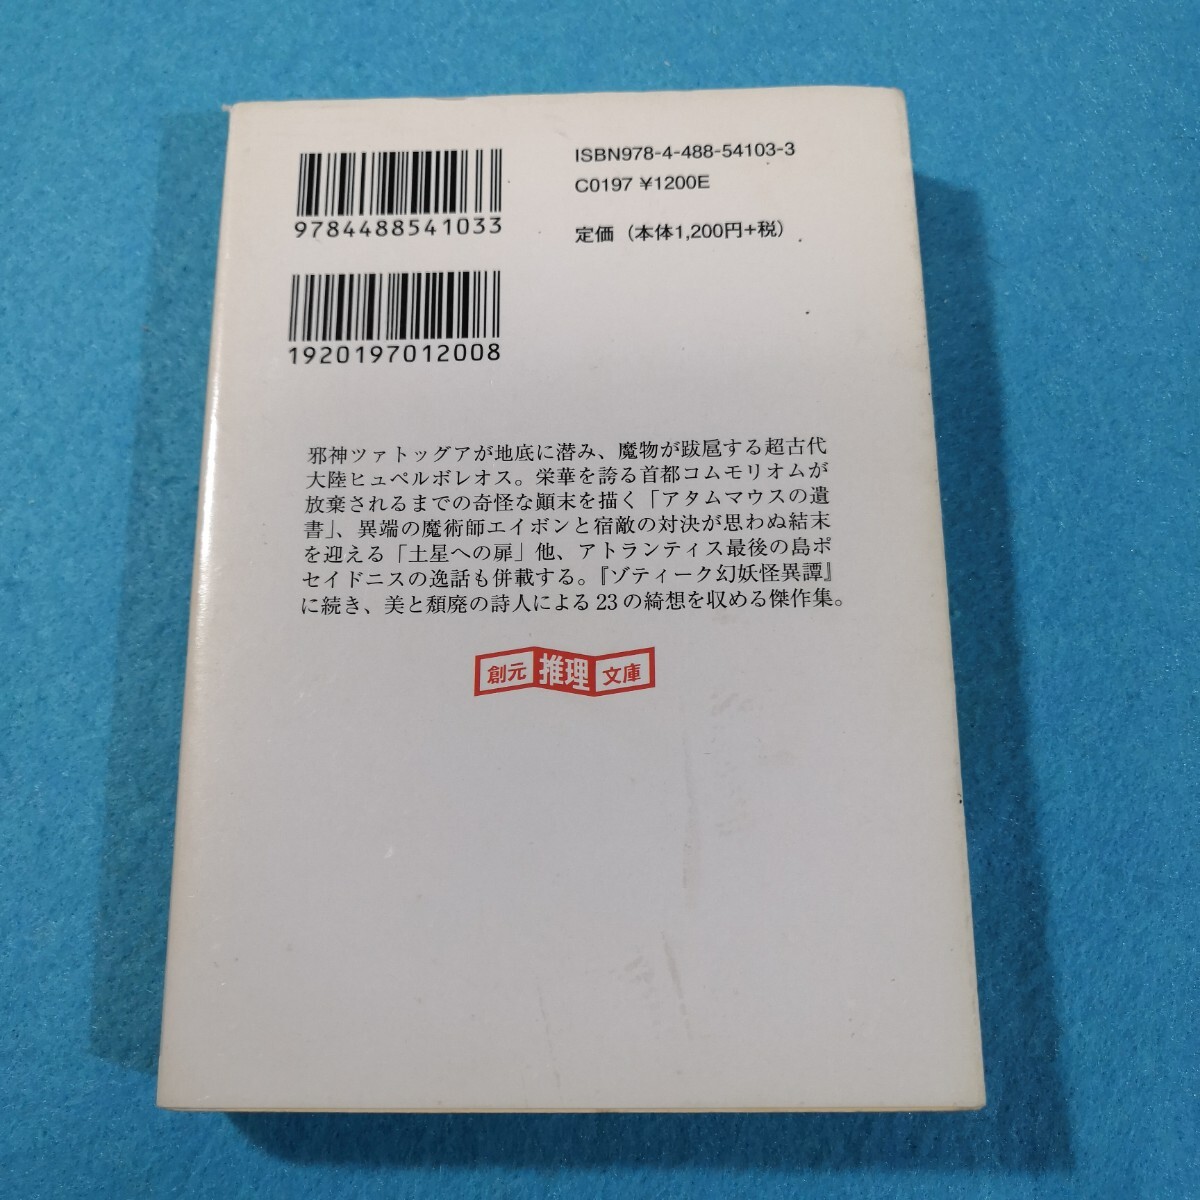 ISBN978-4-488-54103-3
C0197 ¥1200E
定価（本体1,200円+税）
9784488541033
1920197012008
邪神ツァトッグアが地底に潜み、魔物が跋扈する超古代
大陸ヒュペルボレオス。栄華を誇る首都コムモリオムが
放棄されるまでの奇怪な顚末を描く「アタムマウスの遺
書」、異端の魔術師エイボンと宿敵の対決が思わぬ結末
を迎える「土星への扉」他、アトランティス最後の島ポ
セイドニスの逸話も併載する。『ゾティーク幻妖怪異譚』
に続き、美と頽廃の詩人による23の綺想を収める傑作集。
創元推理文庫